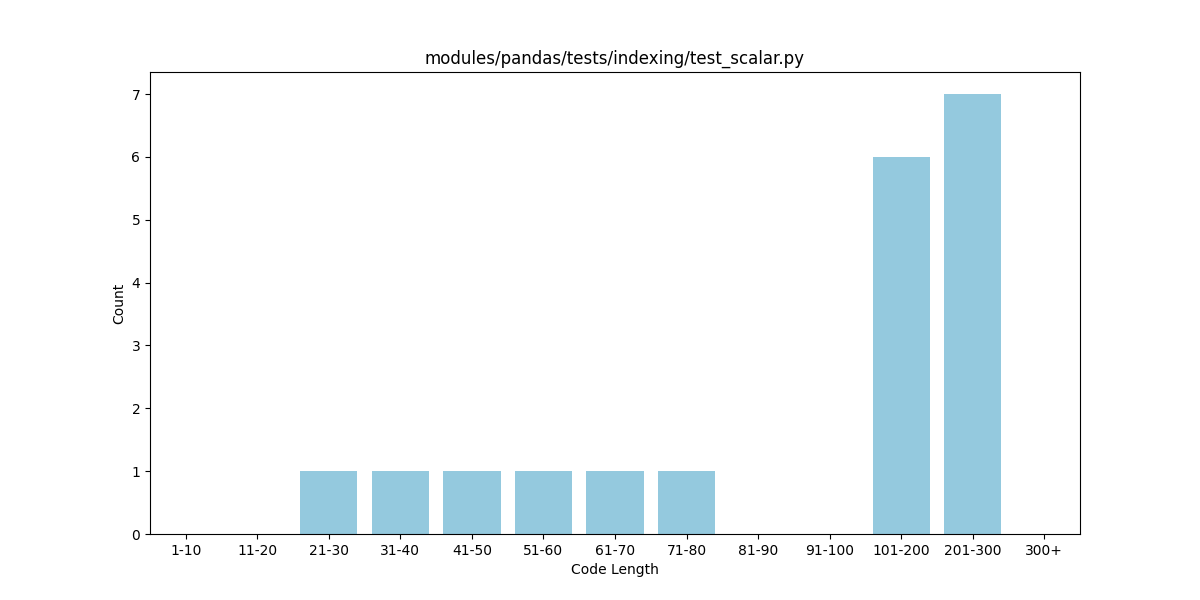 modules/pandas/tests/indexing/test_scalar.py
7
6
5
4
3
2
1
0
Count
1-10 11-20 21-30 31-40 41-50 51-60 61-70 71-80 81-90 91-100 101-200 201-300 300+
Code Length